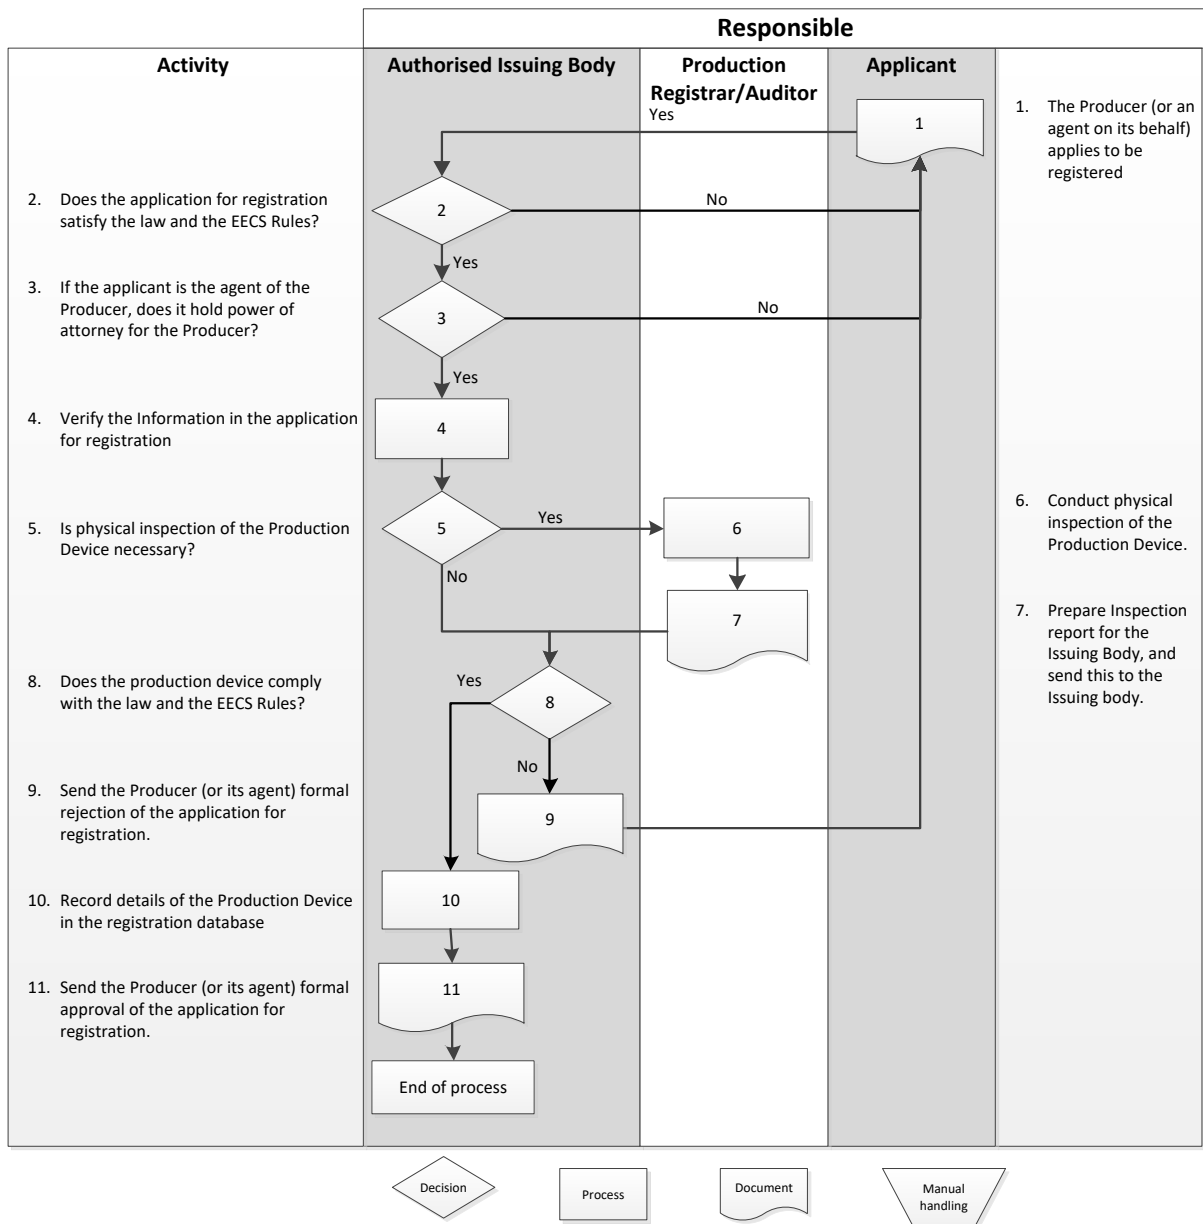 Responsible
Activity
Authorised Issuing Body
Production
Registrar/Auditor
Applicant
Yes
1
1. The Producer (or an
agent on its behalf)
applies to be
registered
2. Does the application for registration
satisfy the law and the EECS Rules?
2
No
Yes
3. If the applicant is the agent of the
Producer, does it hold power of
attorney for the Producer?
3
No
Yes
4. Verify the Information in the application
for registration
4
5. Is physical inspection of the Production
Device necessary?
5
Yes
6
No
6. Conduct physical
inspection of the
Production Device.
7
7. Prepare Inspection
report for the
Issuing Body, and
send this to the
Issuing body.
8. Does the production device comply
with the law and the EECS Rules?
Yes
8
No
9. Send the Producer (or its agent) formal
rejection of the application for
registration.
9
10. Record details of the Production Device
in the registration database
10
11. Send the Producer (or its agent) formal
approval of the application for
registration.
11
End of process
Decision
Process
Document
Manual
handling